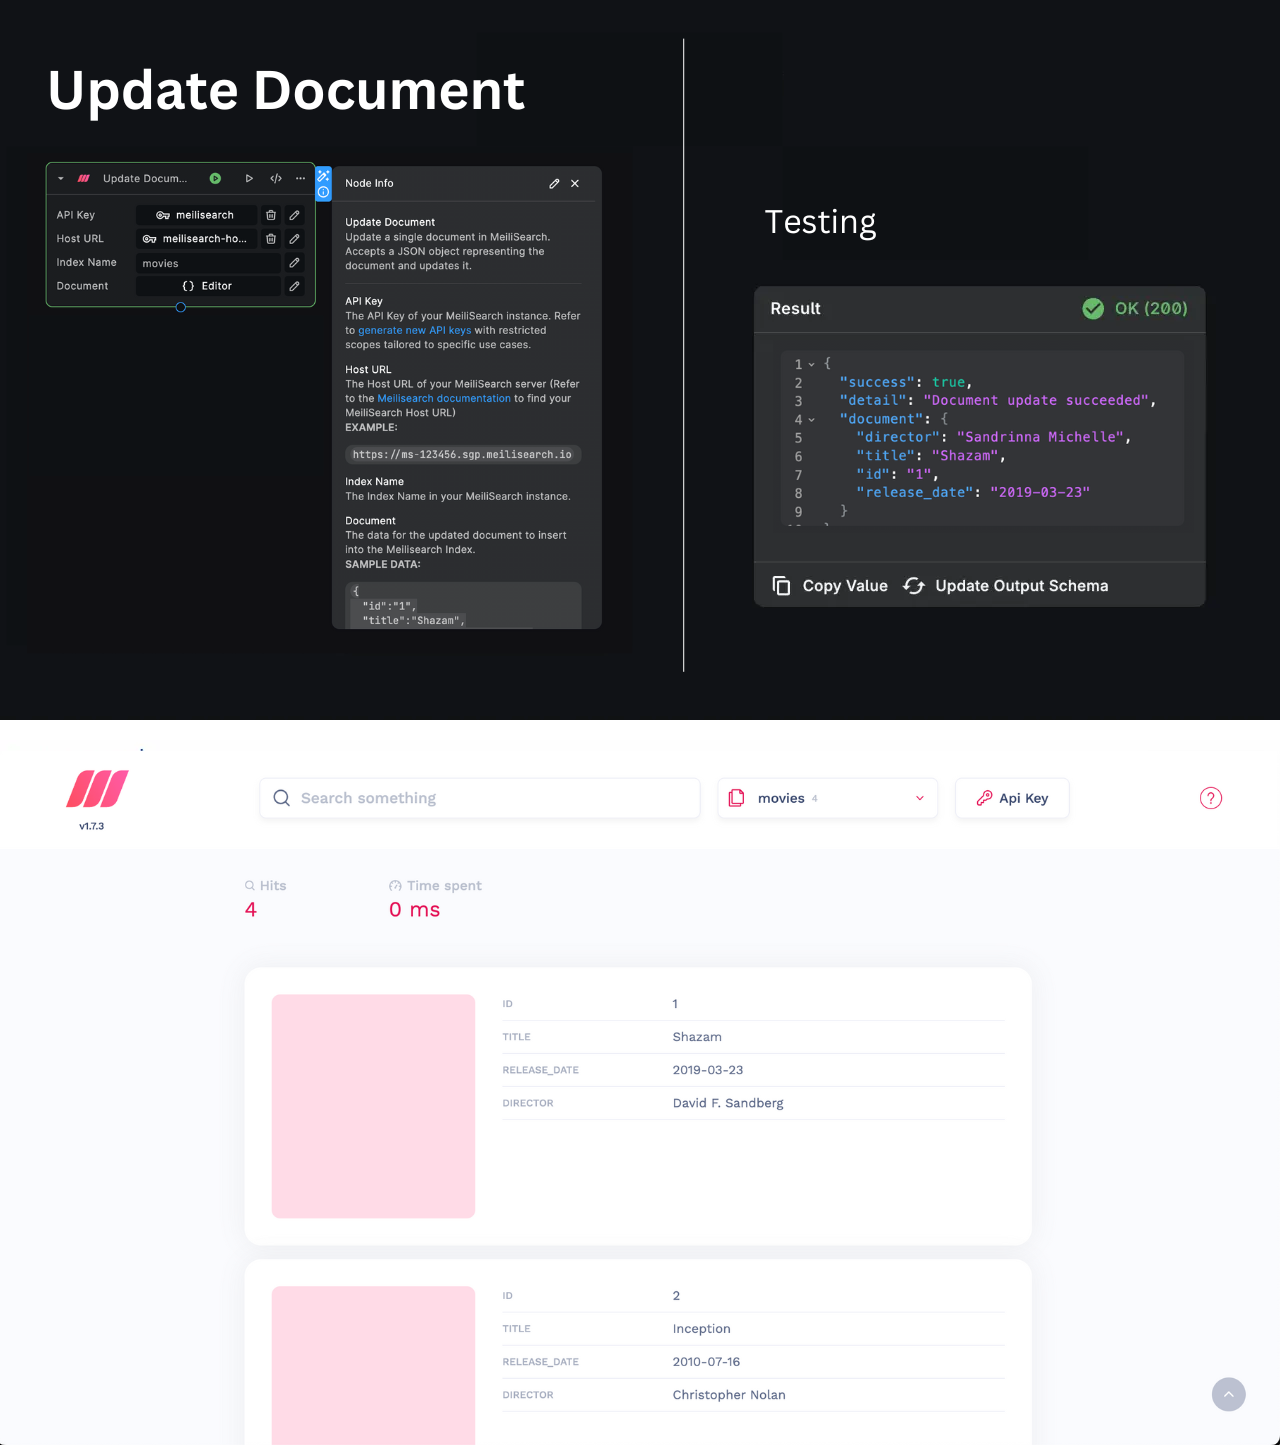 Update Document
Update Docum...
API Key
meilisearch
Host URL
meilisearch-ho...
Index Name
movies
Document
{} Editor
Node Info
Update Document
Update a single document in MeiliSearch.
Accepts a JSON object representing the
document and updates it.
API Key
The API Key of your MeiliSearch instance. Refer
to generate new API keys with restricted
scopes tailored to specific use cases.
Host URL
The Host URL of your MeiliSearch server (Refer
to the Meilisearch documentation to find your
MeiliSearch Host URL)
EXAMPLE:
https://ms-123456.sgp.meilisearch.io
Index Name
The Index Name in your MeiliSearch instance.
Document
The data for the updated document to insert
into the Meilisearch Index.
SAMPLE DATA:
{
"id":"1",
"title":"Shazam",
Testing
Result
OK (200)
1 {
2 "success": true,
3 "detail": "Document update succeeded",
4 "document": {
5 "director": "Sandrinna Michelle",
6 "title": "Shazam",
7 "id": "1",
8 "release_date": "2019-03-23"
9 }
Copy Value
Update Output Schema
v1.7.3
Search something
movies 4
Api Key
Hits
4
Time spent
0 ms
ID 1
TITLE Shazam
RELEASE_DATE 2019-03-23
DIRECTOR David F. Sandberg
ID 2
TITLE Inception
RELEASE_DATE 2010-07-16
DIRECTOR Christopher Nolan